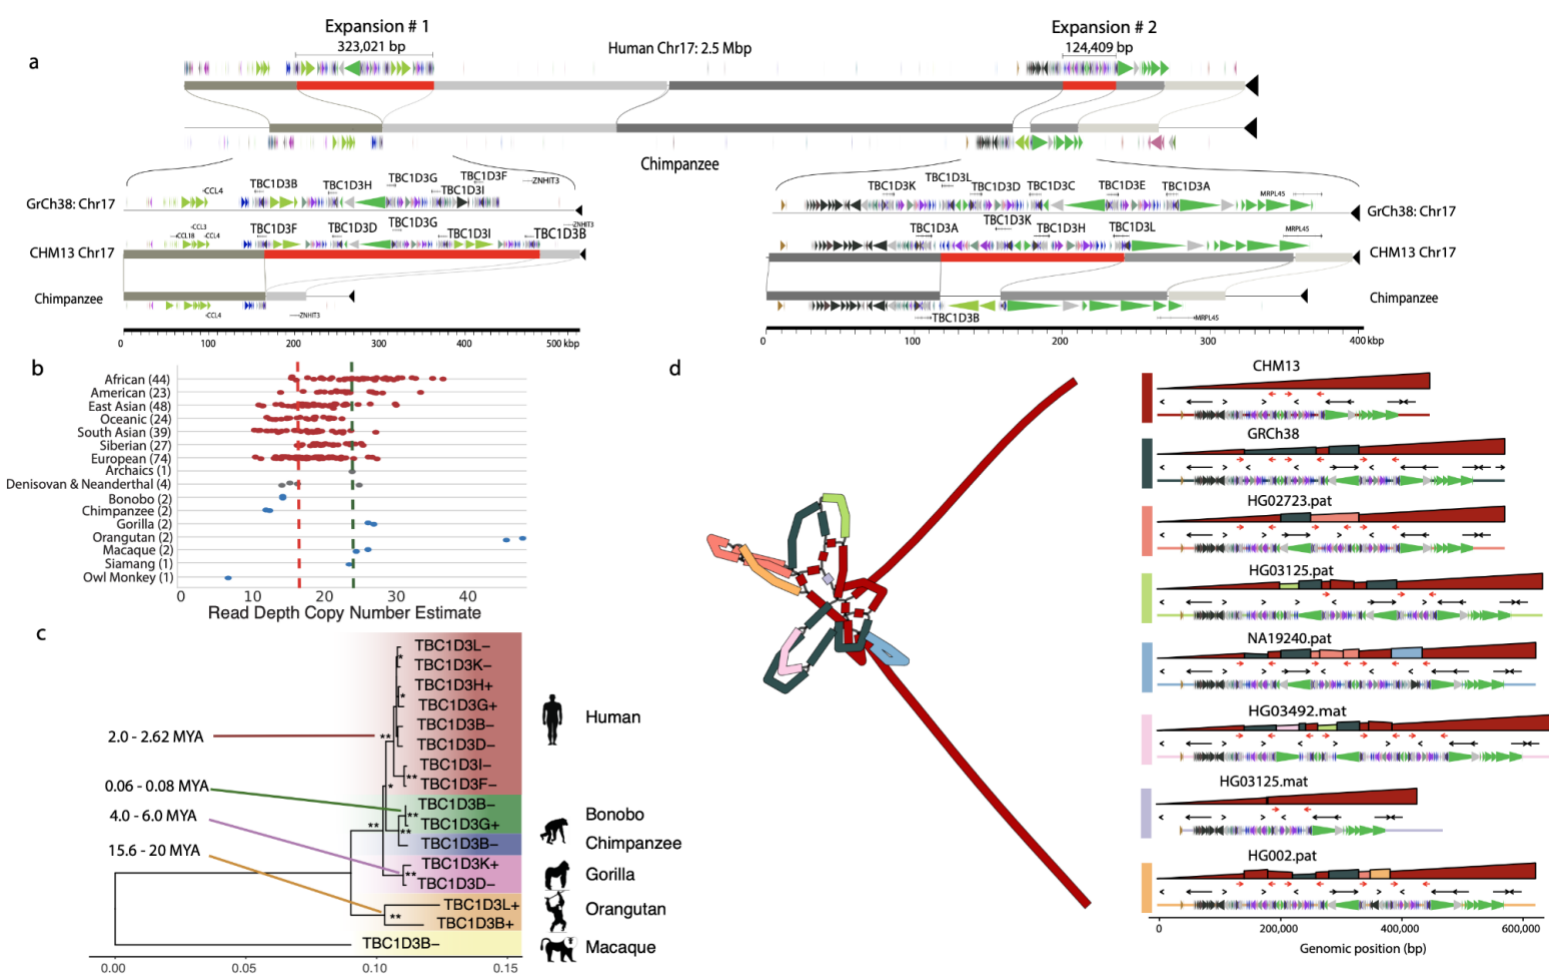 a
Expansion # 1
323,021 bp
Human Chr17: 2.5 Mbp
Expansion # 2
124,409 bp
Chimpanzee
GrCh38: Chr17
CCL4
TBC1D3B
TBC1D3H
TBC1D3G
TBC1D3I
TBC1D3F
ZNHIT3
CHM13 Chr17
CCL3
CCL18
CCL4
TBC1D3F
TBC1D3D
TBC1D3G
TBC1D3I
TBC1D3B
ZNHIT3
Chimpanzee
CCL4
ZNHIT3
0 100 200 300 400 500 kbp
TBC1D3K
TBC1D3L
TBC1D3D
TBC1D3C
TBC1D3E
TBC1D3A
MRPL45
GrCh38: Chr17
TBC1D3A
TBC1D3K
TBC1D3H
TBC1D3L
MRPL45
CHM13 Chr17
Chimpanzee
TBC1D3B
MRPL45
0 100 200 300 400 kbp
b
African (44)
American (23)
East Asian (48)
Oceanic (24)
South Asian (39)
Siberian (27)
European (74)
Archaics (1)
Denisovan & Neanderthal (4)
Bonobo (2)
Chimpanzee (2)
Gorilla (2)
Orangutan (2)
Macaque (2)
Siamang (1)
Owl Monkey (1)
0 10 20 30 40
Read Depth Copy Number Estimate
c
TBC1D3L−
TBC1D3K−
TBC1D3H+
TBC1D3G+
TBC1D3B−
TBC1D3D−
TBC1D3I−
TBC1D3F−
TBC1D3B−
TBC1D3G+
TBC1D3B−
TBC1D3K+
TBC1D3D−
TBC1D3L+
TBC1D3B+
TBC1D3B−
2.0 - 2.62 MYA
0.06 - 0.08 MYA
4.0 - 6.0 MYA
15.6 - 20 MYA
*
*
**
**
*
**
**
**
**
**
Human
Bonobo
Chimpanzee
Gorilla
Orangutan
Macaque
0.00 0.05 0.10 0.15
d
CHM13
GRCh38
HG02723.pat
HG03125.pat
NA19240.pat
HG03492.mat
HG03125.mat
HG002.pat
0 200,000 400,000 600,000
Genomic position (bp)